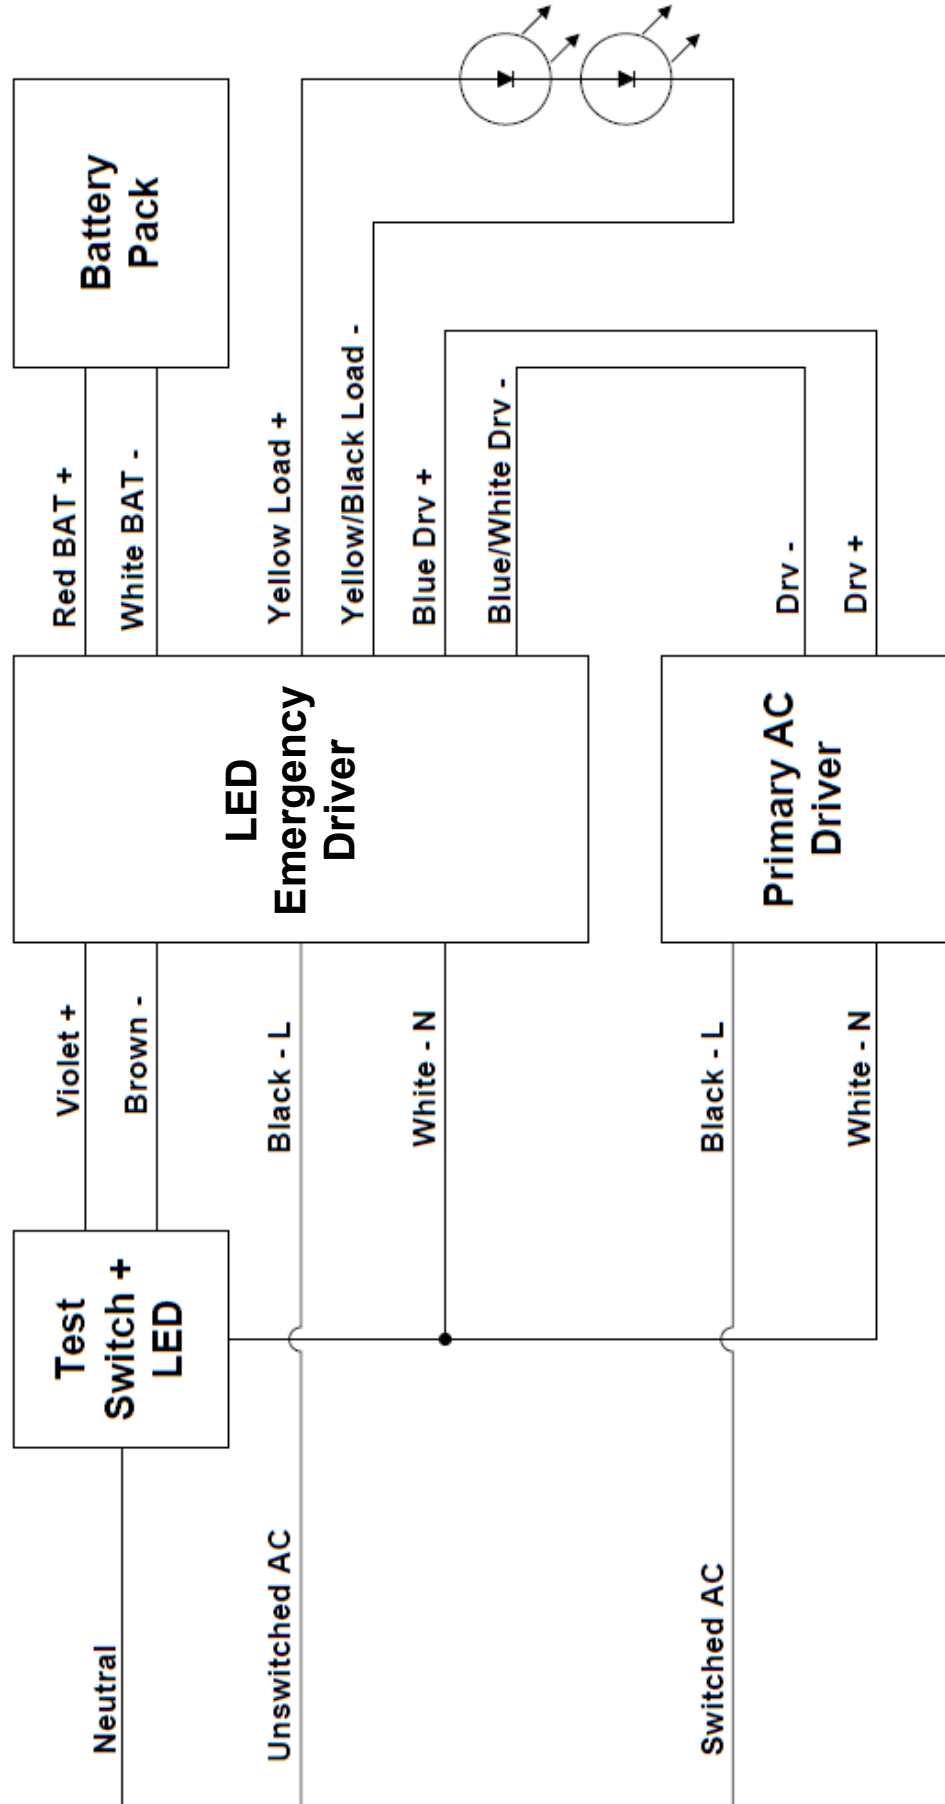 Neutral
Test
Switch +
LED
Violet +
Brown -
Red BAT +
White BAT -
Battery
Pack
Unswitched AC
Black - L
White - N
LED
Emergency
Driver
Yellow Load +
Yellow/Black Load -
Blue Drv +
Blue/White Drv -
Switched AC
Black - L
White - N
Primary AC
Driver
Drv -
Drv +